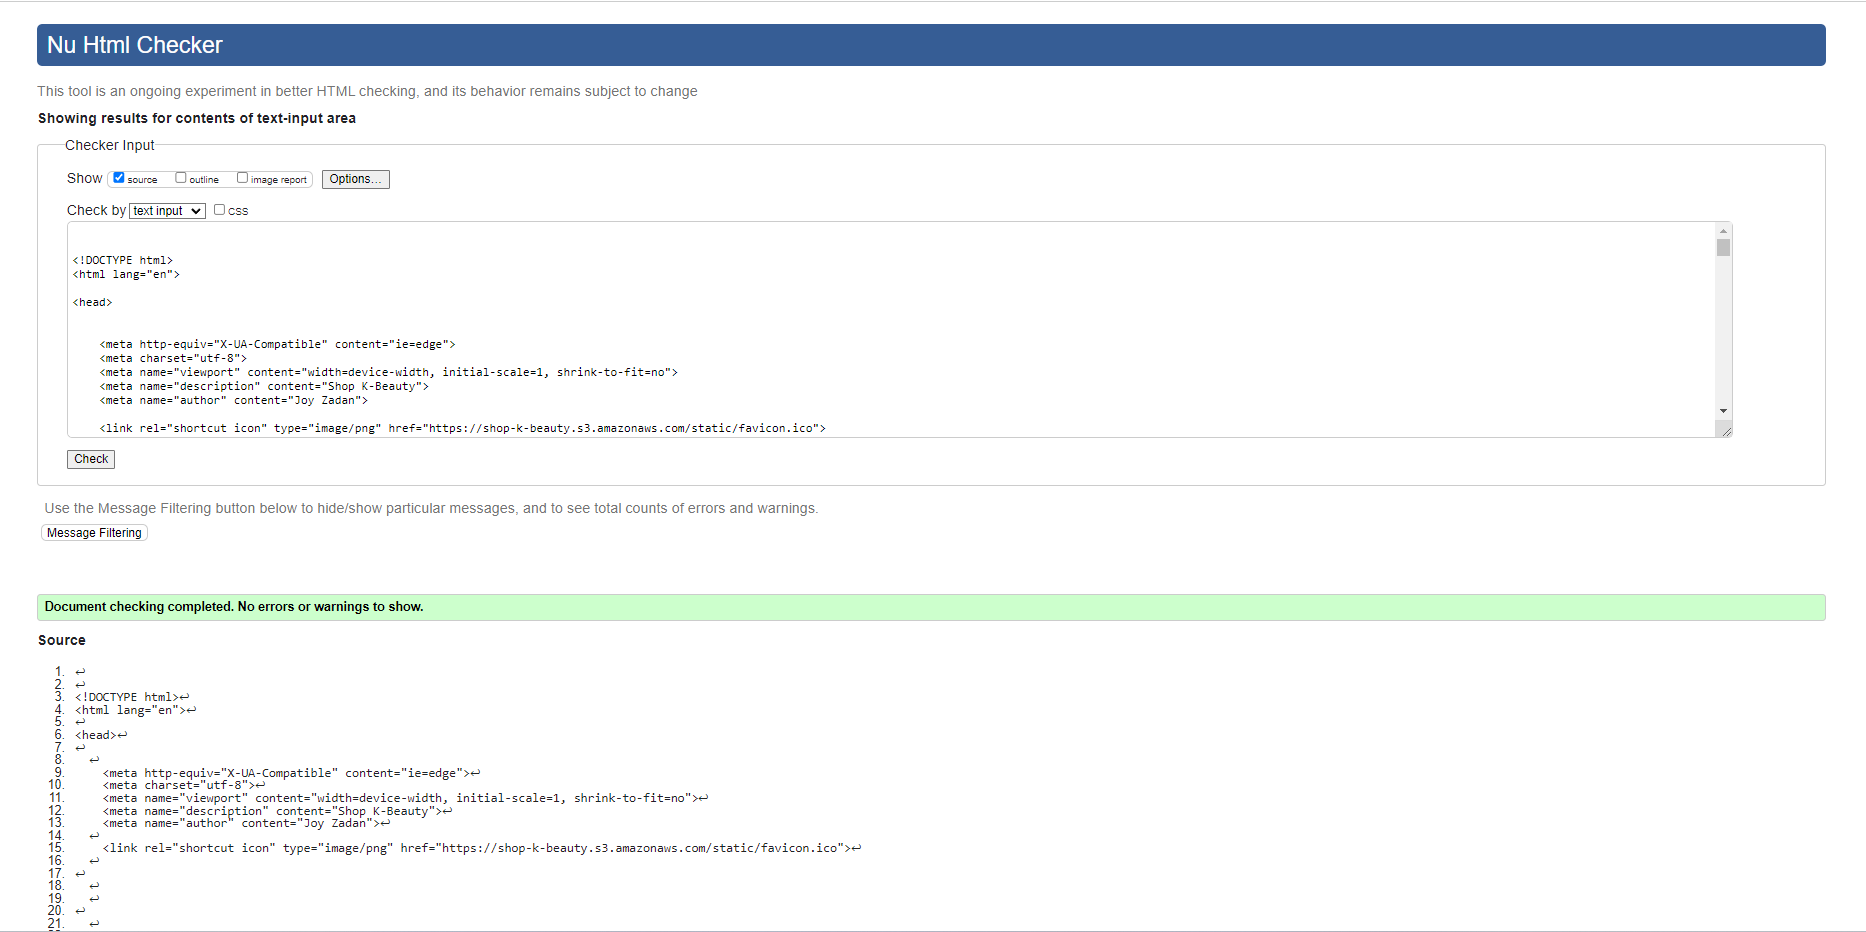 Nu Html Checker
This tool is an ongoing experiment in better HTML checking, and its behavior remains subject to change
Showing results for contents of text-input area
Checker Input
Show source outline image report Options...
Check by text input css
<!DOCTYPE html>
<html lang="en">
<head>
<meta http-equiv="X-UA-Compatible" content="ie=edge">
<meta charset="utf-8">
<meta name="viewport" content="width=device-width, initial-scale=1, shrink-to-fit=no">
<meta name="description" content="Shop K-Beauty">
<meta name="author" content="Joy Zadan">
<link rel="shortcut icon" type="image/png" href="https://shop-k-beauty.s3.amazonaws.com/static/favicon.ico">
Check
Use the Message Filtering button below to hide/show particular messages, and to see total counts of errors and warnings.
Message Filtering
Document checking completed. No errors or warnings to show.
Source
1. ↩
2. ↩
3. <!DOCTYPE html>↩
4. <html lang="en">↩
5. ↩
6. <head>↩
7. ↩
8. ↩
9. <meta http-equiv="X-UA-Compatible" content="ie=edge">↩
10. <meta charset="utf-8">↩
11. <meta name="viewport" content="width=device-width, initial-scale=1, shrink-to-fit=no">↩
12. <meta name="description" content="Shop K-Beauty">↩
13. <meta name="author" content="Joy Zadan">↩
14. ↩
15. <link rel="shortcut icon" type="image/png" href="https://shop-k-beauty.s3.amazonaws.com/static/favicon.ico">↩
16. ↩
17. ↩
18. ↩
19. ↩
20. ↩
21. ↩